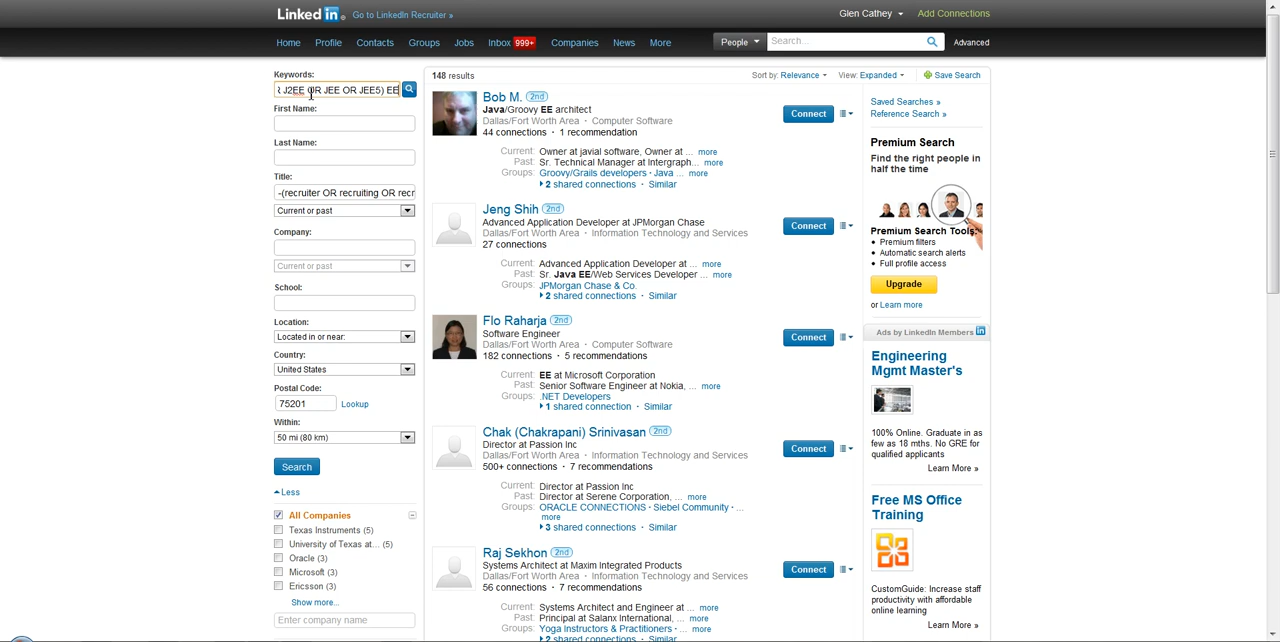 Linked in® Go to LinkedIn Recruiter »
Glen Cathey Add Connections
Home Profile Contacts Groups Jobs Inbox 999+ Companies News More
People Search... Advanced
Keywords:
J2EE OR JEE OR JEE5) EE
First Name:
Last Name:
Title:
-(recruiter OR recruiting OR recr
Current or past
Company:
Current or past
School:
Location:
Located in or near:
Country:
United States
Postal Code:
75201 Lookup
Within:
50 mi (80 km)
Search
Less
All Companies
Texas Instruments (5)
University of Texas at... (5)
Oracle (3)
Microsoft (3)
Ericsson (3)
Show more...
Enter company name
148 results
Sort by: Relevance View: Expanded Save Search
Bob M. 2nd
Java/Groovy EE architect
Dallas/Fort Worth Area · Computer Software
44 connections · 1 recommendation
Current: Owner at javial software, Owner at ... more
Past: Sr. Technical Manager at Intergraph... more
Groups: Groovy/Grails developers · Java ... more
2 shared connections · Similar
Connect
Jeng Shih 2nd
Advanced Application Developer at JPMorgan Chase
Dallas/Fort Worth Area · Information Technology and Services
27 connections
Current: Advanced Application Developer at ... more
Past: Sr. Java EE/Web Services Developer ... more
Groups: JPMorgan Chase & Co.
2 shared connections · Similar
Connect
Flo Raharja 2nd
Software Engineer
Dallas/Fort Worth Area · Computer Software
182 connections · 5 recommendations
Current: EE at Microsoft Corporation
Past: Senior Software Engineer at Nokia, ... more
Groups: .NET Developers
1 shared connection · Similar
Connect
Chak (Chakrapani) Srinivasan 2nd
Director at Passion Inc
Dallas/Fort Worth Area · Information Technology and Services
500+ connections · 7 recommendations
Current: Director at Passion Inc
Past: Director at Serene Corporation, ... more
Groups: ORACLE CONNECTIONS · Siebel Community · ...
more
3 shared connections · Similar
Connect
Raj Sekhon 2nd
Systems Architect at Maxim Integrated Products
Dallas/Fort Worth Area · Information Technology and Services
56 connections · 7 recommendations
Current: Systems Architect and Engineer at ... more
Past: Principal at Salanx International, ... more
Groups: Yoga Instructors & Practitioners · ... more
2 shared connections · Similar
Connect
Saved Searches »
Reference Search »
Premium Search
Find the right people in
half the time
Premium Search Tools:
• Premium filters
• Automatic search alerts
• Full profile access
Upgrade
or Learn more
Ads by LinkedIn Members in
Engineering
Mgmt Master's
100% Online. Graduate in as
few as 18 mths. No GRE for
qualified applicants
Learn More »
Free MS Office
Training
CustomGuide: Increase staff
productivity with affordable
online learning
Learn More »